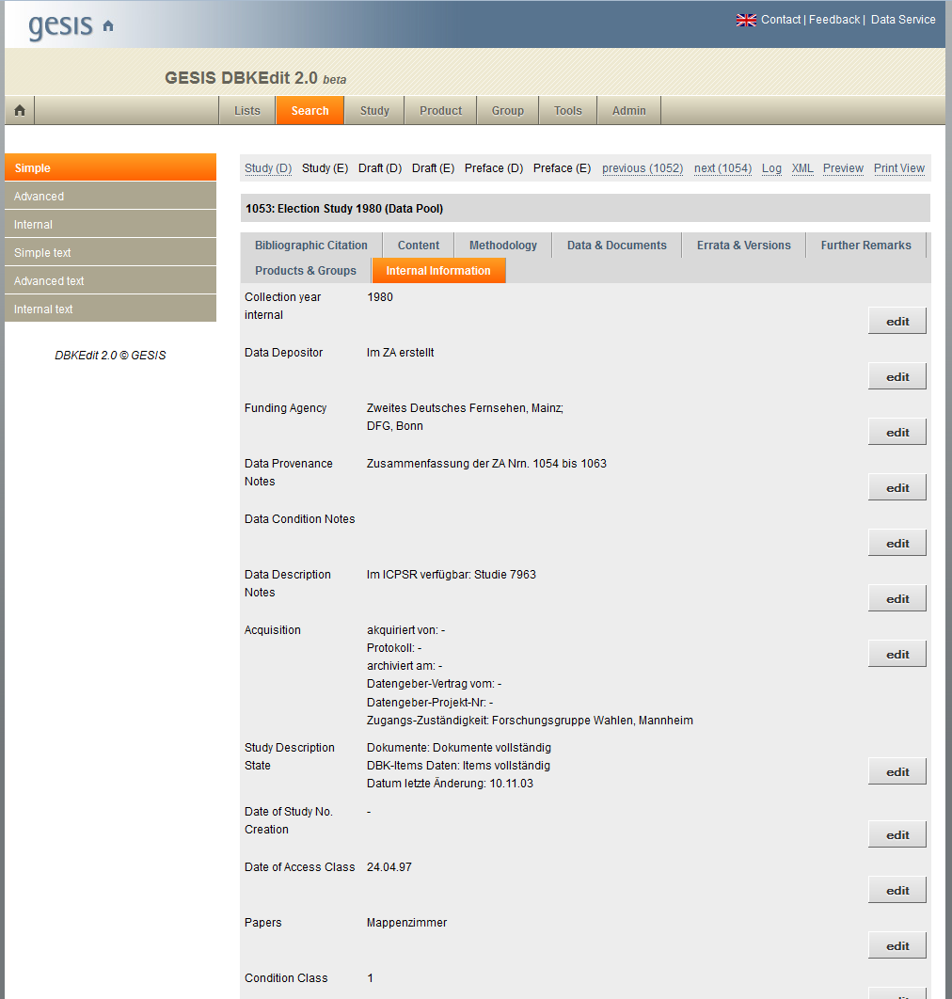 gesis
Contact | Feedback | Data Service
GESIS DBKEdit 2.0 beta
Lists Search Study Product Group Tools Admin
Simple
Advanced
Internal
Simple text
Advanced text
Internal text
DBKEdit 2.0 © GESIS
Study (D) Study (E) Draft (D) Draft (E) Preface (D) Preface (E) previous (1052) next (1054) Log XML Preview Print View
1053: Election Study 1980 (Data Pool)
Bibliographic Citation Content Methodology Data & Documents Errata & Versions Further Remarks
Products & Groups Internal Information
Collection year 1980
internal
edit
Data Depositor Im ZA erstellt
edit
Funding Agency Zweites Deutsches Fernsehen, Mainz;
DFG, Bonn
edit
Data Provenance Zusammenfassung der ZA Nrn. 1054 bis 1063
Notes
edit
Data Condition Notes
edit
Data Description Im ICPSR verfügbar: Studie 7963
Notes
edit
Acquisition akquiriert von: -
Protokoll: -
edit
archiviert am: -
Datengeber-Vertrag vom: -
Datengeber-Projekt-Nr: -
Zugangs-Zuständigkeit: Forschungsgruppe Wahlen, Mannheim
Study Description Dokumente: Dokumente vollständig
State DBK-Items Daten: Items vollständig
edit
Datum letzte Änderung: 10.11.03
Date of Study No. -
Creation
edit
Date of Access Class 24.04.97
edit
Papers Mappenzimmer
edit
Condition Class 1
edit